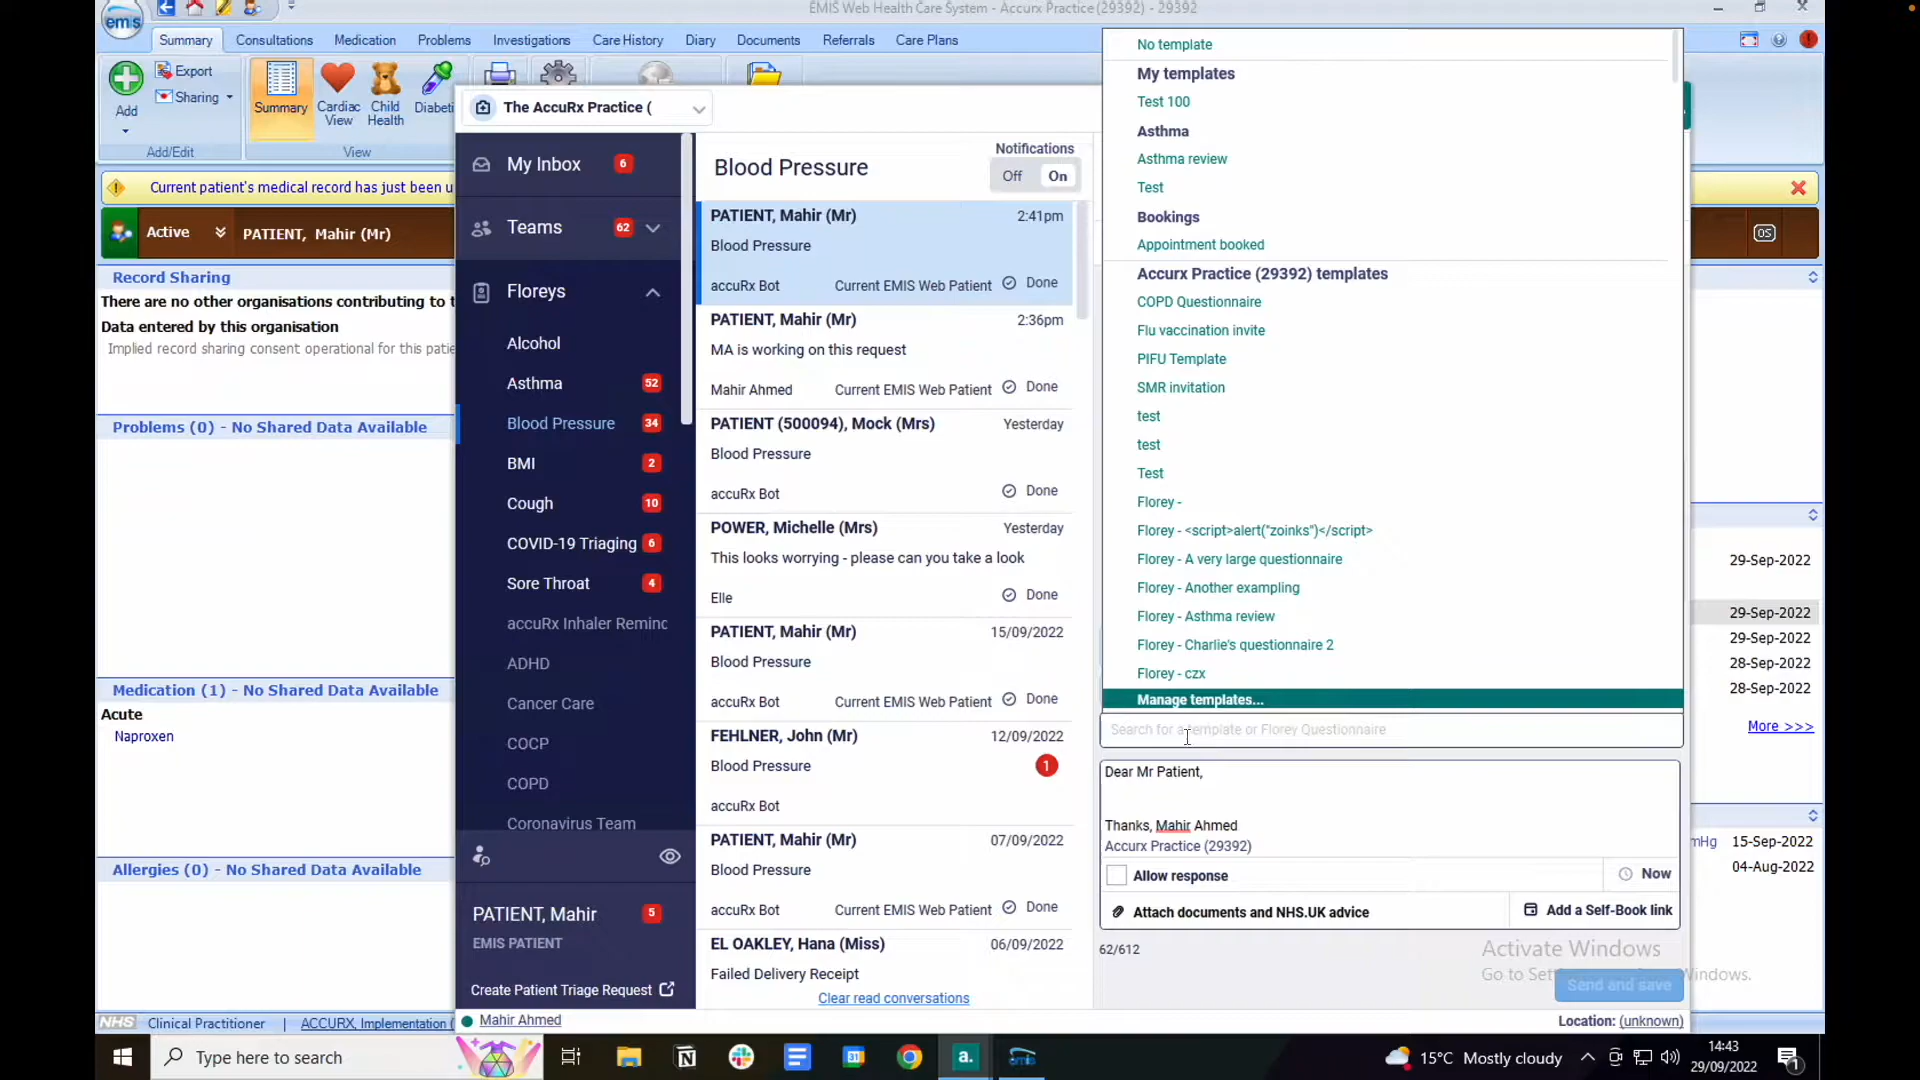 EMIS Web Health Care System - Accurx Practice (29392) - 29392
emis
Summary
Consultations
Medication
Problems
Investigations
Care History
Diary
Documents
Referrals
Care Plans
Add
Export
Sharing
Add/Edit
Summary
Cardiac View
Child Health
View
Current patient's medical record has just been u
Active
PATIENT, Mahir (Mr)
OS
Record Sharing
There are no other organisations contributing to t
Data entered by this organisation
Implied record sharing consent operational for this patie
Problems (0) - No Shared Data Available
Medication (1) - No Shared Data Available
Acute
Naproxen
Allergies (0) - No Shared Data Available
NHS Clinical Practitioner | ACCURX, Implementation (
The AccuRx Practice (
My Inbox 6
Teams 62
Floreys
Alcohol
Asthma 52
Blood Pressure 34
BMI 2
Cough 10
COVID-19 Triaging 6
Sore Throat 4
accuRx Inhaler Reminc
ADHD
Cancer Care
COCP
COPD
Coronavirus Team
PATIENT, Mahir 5
EMIS PATIENT
Create Patient Triage Request
Mahir Ahmed
Blood Pressure
Notifications
Off On
PATIENT, Mahir (Mr) 2:41pm
Blood Pressure
accuRx Bot Current EMIS Web Patient Done
PATIENT, Mahir (Mr) 2:36pm
MA is working on this request
Mahir Ahmed Current EMIS Web Patient Done
PATIENT (500094), Mock (Mrs) Yesterday
Blood Pressure
accuRx Bot Done
POWER, Michelle (Mrs) Yesterday
This looks worrying - please can you take a look
Elle Done
PATIENT, Mahir (Mr) 15/09/2022
Blood Pressure
accuRx Bot Current EMIS Web Patient Done
FEHLNER, John (Mr) 12/09/2022
Blood Pressure 1
accuRx Bot
PATIENT, Mahir (Mr) 07/09/2022
Blood Pressure
accuRx Bot Current EMIS Web Patient Done
EL OAKLEY, Hana (Miss) 06/09/2022
Failed Delivery Receipt
Clear read conversations
No template
My templates
Test 100
Asthma
Asthma review
Test
Bookings
Appointment booked
Accurx Practice (29392) templates
COPD Questionnaire
Flu vaccination invite
PIFU Template
SMR invitation
test
test
Test
Florey -
Florey - <script>alert("zoinks")</script>
Florey - A very large questionnaire
Florey - Another exampling
Florey - Asthma review
Florey - Charlie's questionnaire 2
Florey - czx
Manage templates...
Search for a template or Florey Questionnaire
Dear Mr Patient,
Thanks, Mahir Ahmed
Accurx Practice (29392)
Allow response
Now
Attach documents and NHS.UK advice
Add a Self-Book link
62/612
Activate Windows
Send and save
Location: (unknown)
29-Sep-2022
29-Sep-2022
29-Sep-2022
28-Sep-2022
28-Sep-2022
More >>>
mHg 15-Sep-2022
04-Aug-2022
Type here to search
31
a.
15°C Mostly cloudy
14:43
29/09/2022
1